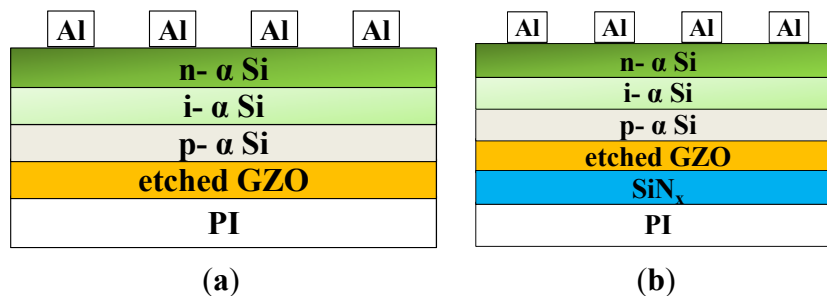 Al Al Al Al
n- α Si
i- α Si
p- α Si
etched GZO
PI
(a)
Al Al Al Al
n- α Si
i- α Si
p- α Si
etched GZO
SiNx
PI
(b)